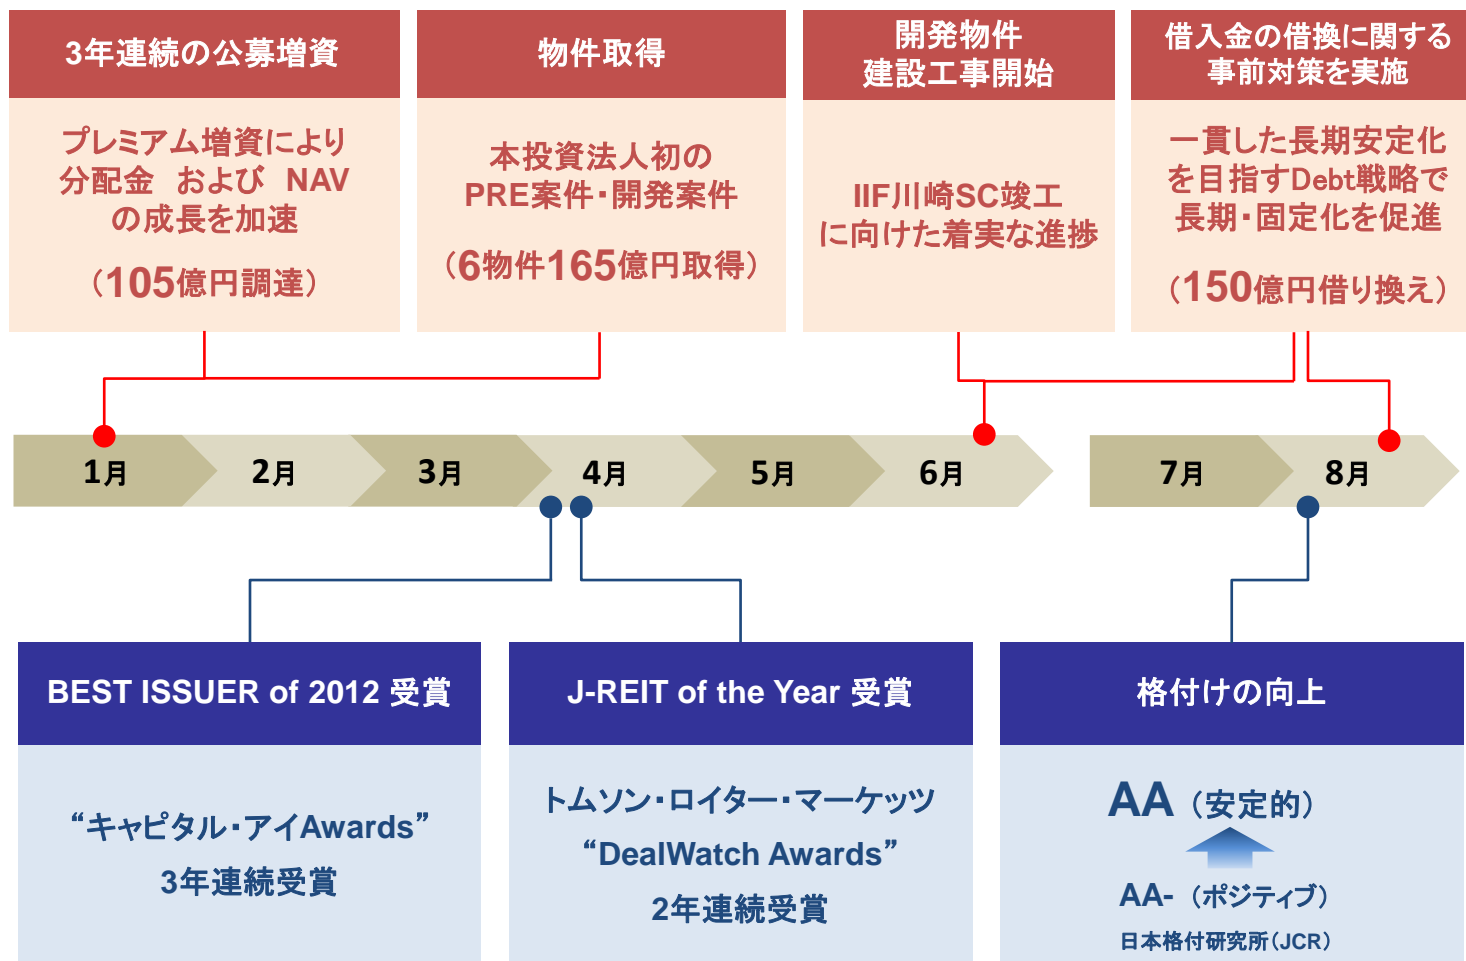 3年連続の公募増資
プレミアム増資により
分配金　および　NAV
の成長を加速
（105億円調達）
物件取得
本投資法人初の
PRE案件・開発案件
（6物件165億円取得）
開発物件
建設工事開始
IIF川崎SC竣工
に向けた着実な進捗
借入金の借換に関する
事前対策を実施
一貫した長期安定化
を目指すDebt戦略で
長期・固定化を促進
（150億円借り換え）
1月
2月
3月
4月
5月
6月
7月
8月
BEST ISSUER of 2012 受賞
“キャピタル・アイAwards”
3年連続受賞
J-REIT of the Year 受賞
トムソン・ロイター・マーケッツ
“DealWatch Awards”
2年連続受賞
格付けの向上
AA（安定的）
AA-（ポジティブ）
日本格付研究所（JCR）